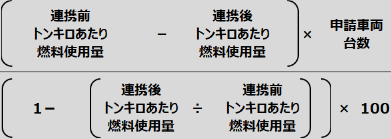 連携前 連携後
トンキロあたり － トンキロあたり × 申請車両
燃料使用量 燃料使用量 台数
連携後 連携前
1－ トンキロあたり ÷ トンキロあたり × 100
燃料使用量 燃料使用量